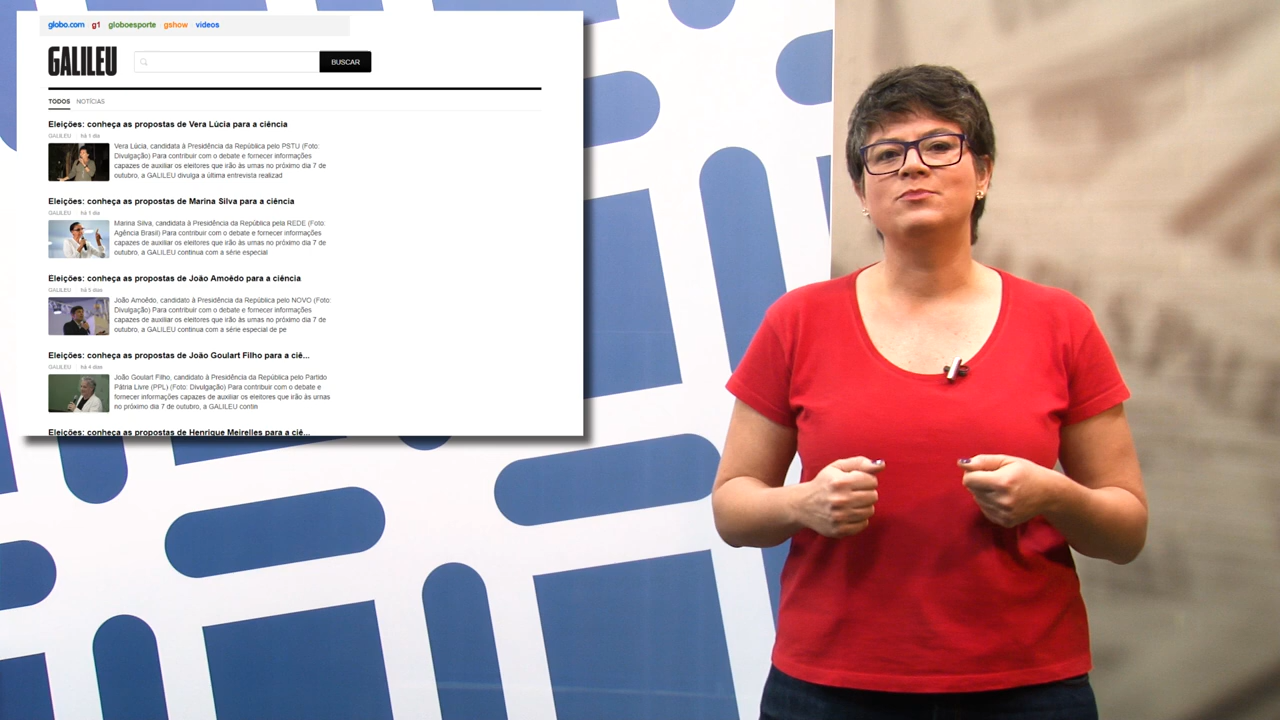 globo.com g1 globoesporte gshow vídeos
GALILEU
BUSCAR
TODOS NOTÍCIAS
Eleições: conheça as propostas de Vera Lúcia para a ciência
GALILEU há 1 dia
Vera Lúcia, candidata à Presidência da República pelo PSTU (Foto:
Divulgação) Para contribuir com o debate e fornecer informações
capazes de auxiliar os eleitores que irão às urnas no próximo dia 7 de
outubro, a GALILEU divulga a última entrevista realizad
Eleições: conheça as propostas de Marina Silva para a ciência
GALILEU há 1 dia
Marina Silva, candidata à Presidência da República pela REDE (Foto:
Agência Brasil) Para contribuir com o debate e fornecer informações
capazes de auxiliar os eleitores que irão às urnas no próximo dia 7 de
outubro, a GALILEU continua com a série especial
Eleições: conheça as propostas de João Amoêdo para a ciência
GALILEU há 5 dias
João Amoêdo, candidato à Presidência da República pelo NOVO (Foto:
Divulgação) Para contribuir com o debate e fornecer informações
capazes de auxiliar os eleitores que irão às urnas no próximo dia 7 de
outubro, a GALILEU continua com a série especial de pe
Eleições: conheça as propostas de João Goulart Filho para a ciê...
GALILEU há 4 dias
João Goulart Filho, candidato à Presidência da República pelo Partido
Pátria Livre (PPL) (Foto: Divulgação) Para contribuir com o debate e
fornecer informações capazes de auxiliar os eleitores que irão às urnas
no próximo dia 7 de outubro, a GALILEU contin
Eleições: conheça as propostas de Henrique Meirelles para a ciê...